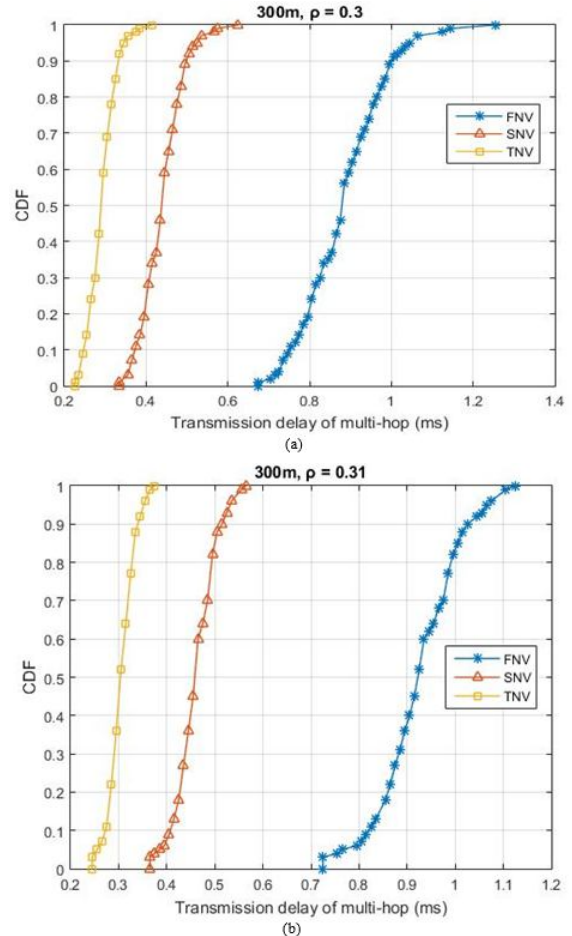 300m, ρ = 0.3
1
0.9
0.8
0.7
0.6
0.5
0.4
0.3
0.2
0.1
0
CDF
FNV
SNV
TNV
0.2 0.4 0.6 0.8 1 1.2 1.4
Transmission delay of multi-hop (ms)
(a)
300m, ρ = 0.31
1
0.9
0.8
0.7
0.6
0.5
0.4
0.3
0.2
0.1
0
CDF
FNV
SNV
TNV
0.2 0.3 0.4 0.5 0.6 0.7 0.8 0.9 1 1.1 1.2
Transmission delay of multi-hop (ms)
(b)